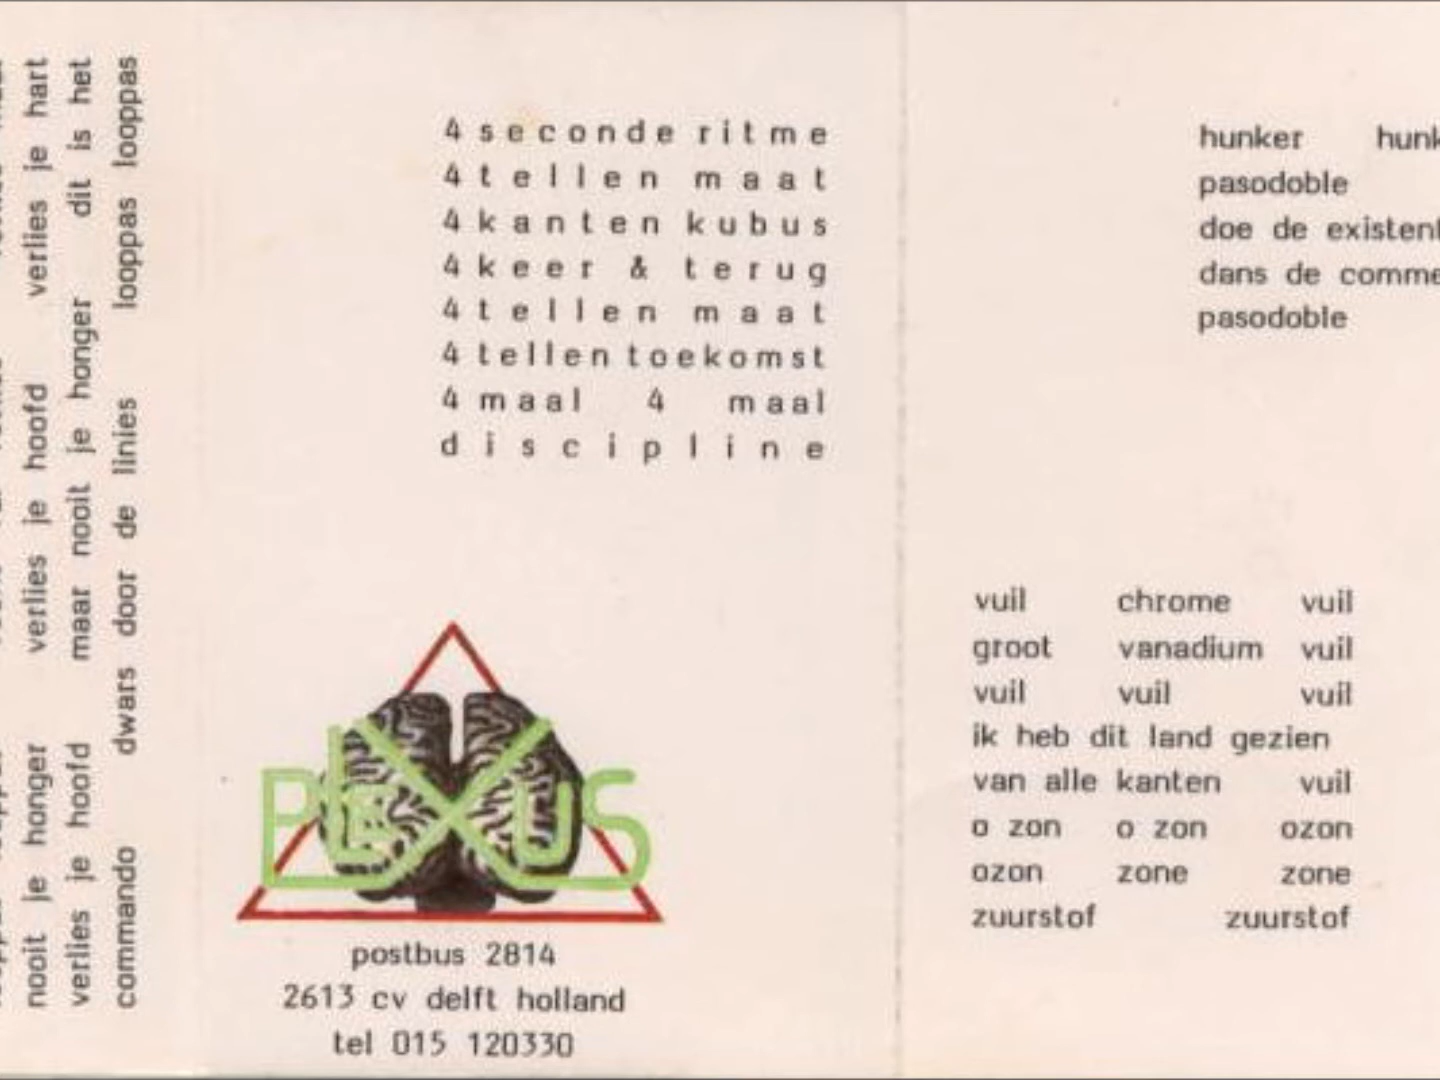 nooit je honger verlies je hoofd verlies je hart
verlies je hoofd maar nooit je honger dit is het
commando dwars door de linies looppas looppas
4 seconde ritme
4 tellen maat
4 kanten kubus
4 keer & terug
4 tellen maat
4 tellen toekomst
4 maal 4 maal
discipline
PLEXUS
postbus 2814
2613 cv delft holland
tel 015 120330
hunker
pasodoble
doe de
dans de
pasodoble
vuil chrome vuil
groot vanadium vuil
vuil vuil vuil
ik heb dit land gezien
van alle kanten vuil
o zon o zon ozon
ozon zone zone
zuurstof zuurstof